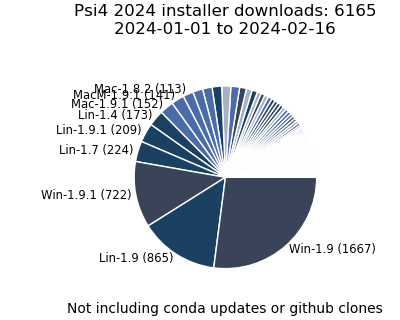 Psi4 2024 installer downloads: 6165
2024-01-01 to 2024-02-16
Mac-1.8.2 (113)
MacM-1.9.1 (141)
Mac-1.9.1 (152)
Lin-1.4 (173)
Lin-1.9.1 (209)
Lin-1.7 (224)
Win-1.9.1 (722)
Lin-1.9 (865)
Win-1.9 (1667)
Not including conda updates or github clones